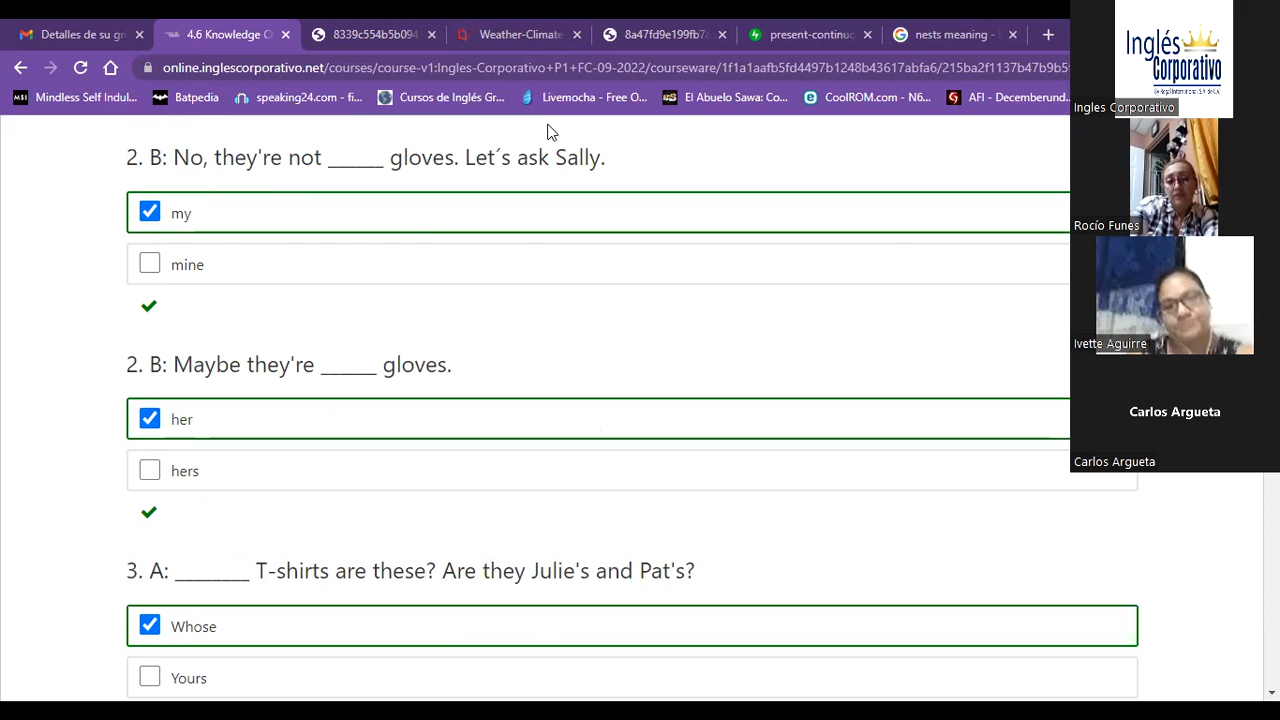 Detalles de su gr
4.6 Knowledge C
8339c554b5b094
Weather-Climate
8a47fd9e199fb7a
present-continuc
nests meaning -
online.inglescorporativo.net/courses/course-v1:Ingles-Corporativo+P1+FC-09-2022/courseware/1f1a1aafb5fd4497b1248b43617abfa6/215ba2f1137b47b9b5
Mindless Self Indul...
Batpedia
speaking24.com - fi...
Cursos de Inglés Gr...
Livemocha - Free O...
El Abuelo Sawa: Co...
CoolROM.com - N6...
AFI - Decemberund...
Inglés
Corporativo
Ingles Corporativo
Rocío Funes
Ivette Aguirre
Carlos Argueta
Carlos Argueta
2. B: No, they're not ______ gloves. Let´s ask Sally.
my
mine
2. B: Maybe they're ______ gloves.
her
hers
3. A: ________ T-shirts are these? Are they Julie's and Pat's?
Whose
Yours